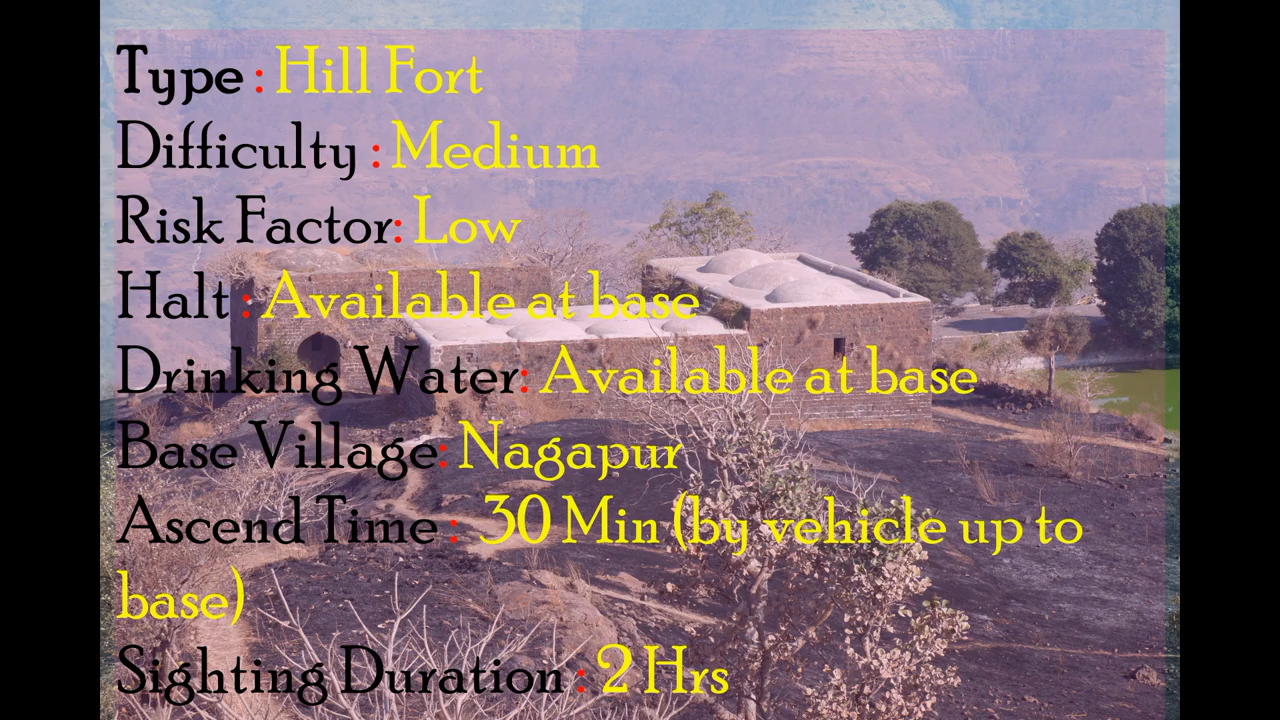 Type : Hill Fort
Difficulty : Medium
Risk Factor: Low
Halt : Available at base
Drinking Water: Available at base
Base Village: Nagapur
Ascend Time : 30 Min (by vehicle up to
base)
Sighting Duration : 2 Hrs